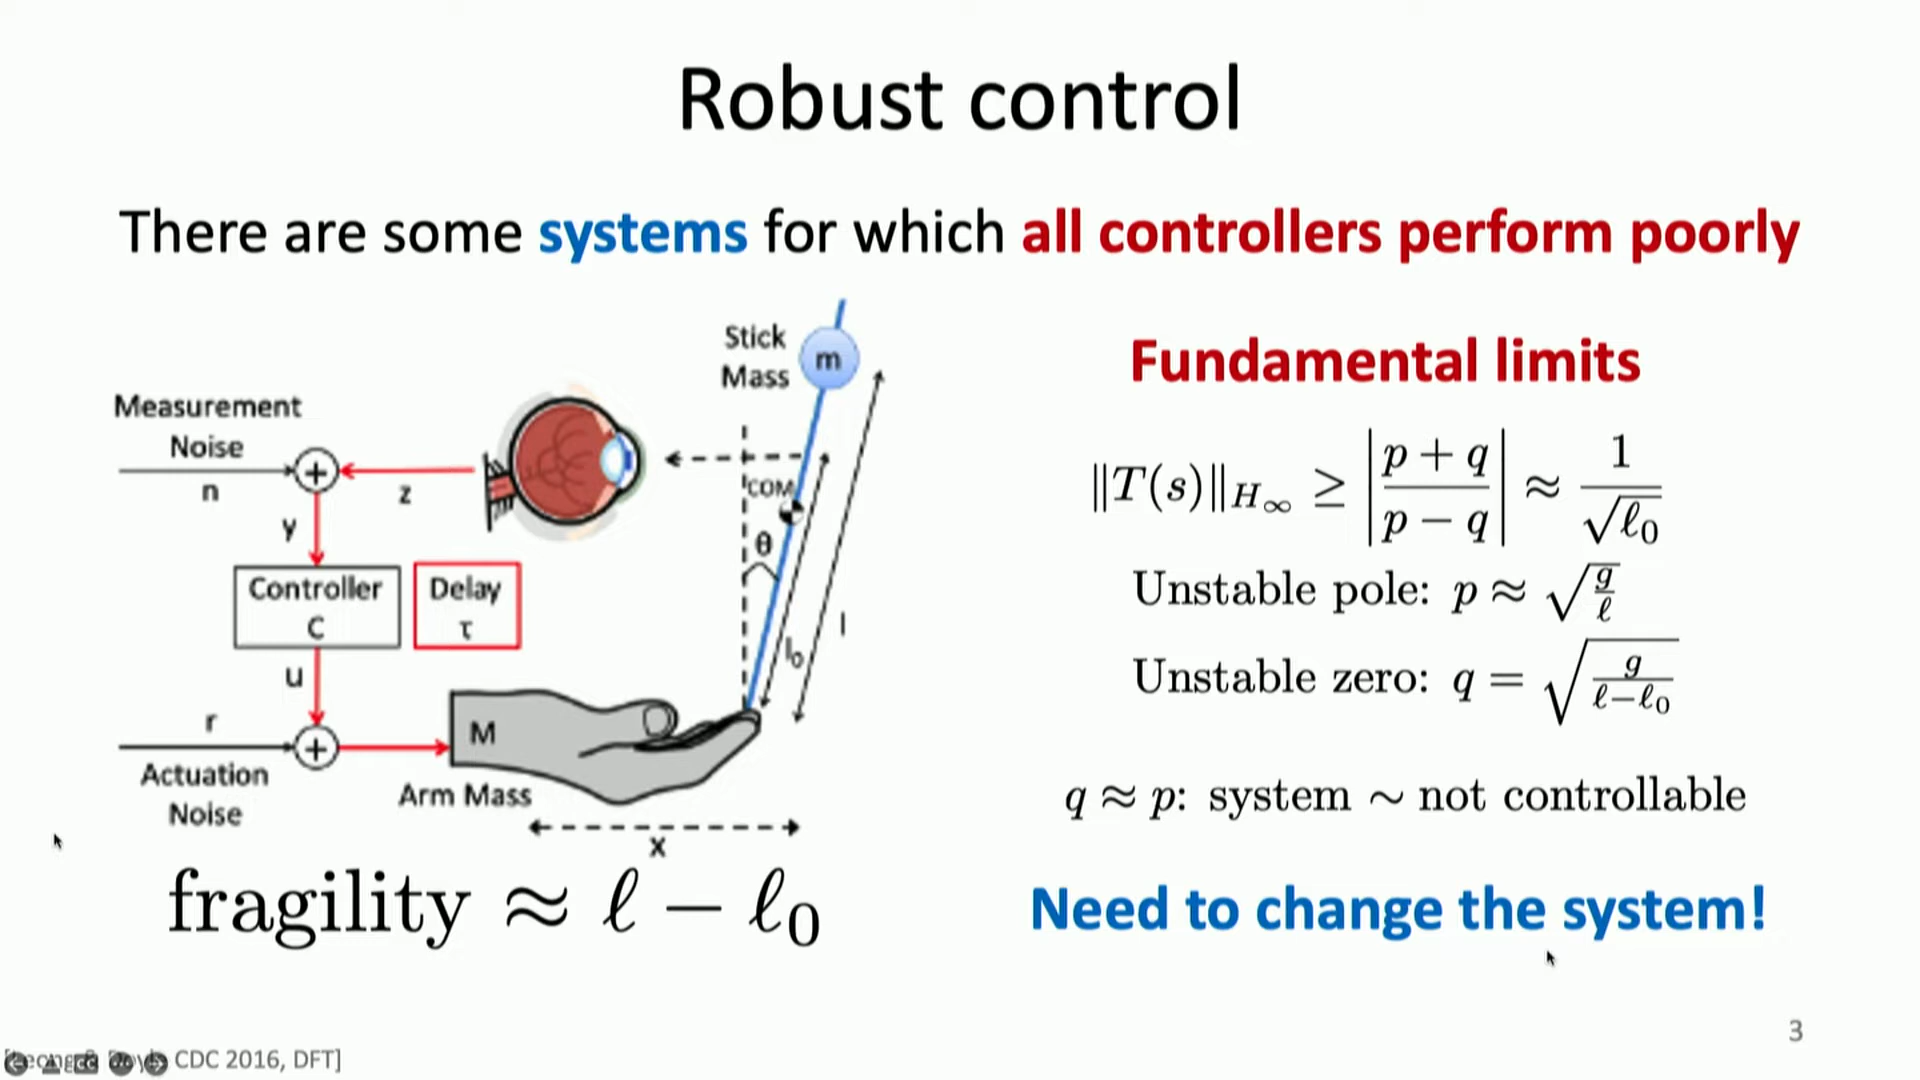 Robust control
There are some systems for which all controllers perform poorly
Stick
Mass
m
Measurement
Noise
n
z
y
COM
θ
Controller
C
Delay
τ
l₀
l
u
r
M
Actuation
Noise
Arm Mass
x
fragility ≈ ℓ − ℓ₀
Fundamental limits
‖T(s)‖H∞ ≥ |p + q / p − q| ≈ 1 / √ℓ₀
Unstable pole: p ≈ √(g/ℓ)
Unstable zero: q = √(g/(ℓ−ℓ₀))
q ≈ p: system ∼ not controllable
Need to change the system!
3
CDC 2016, DFT]